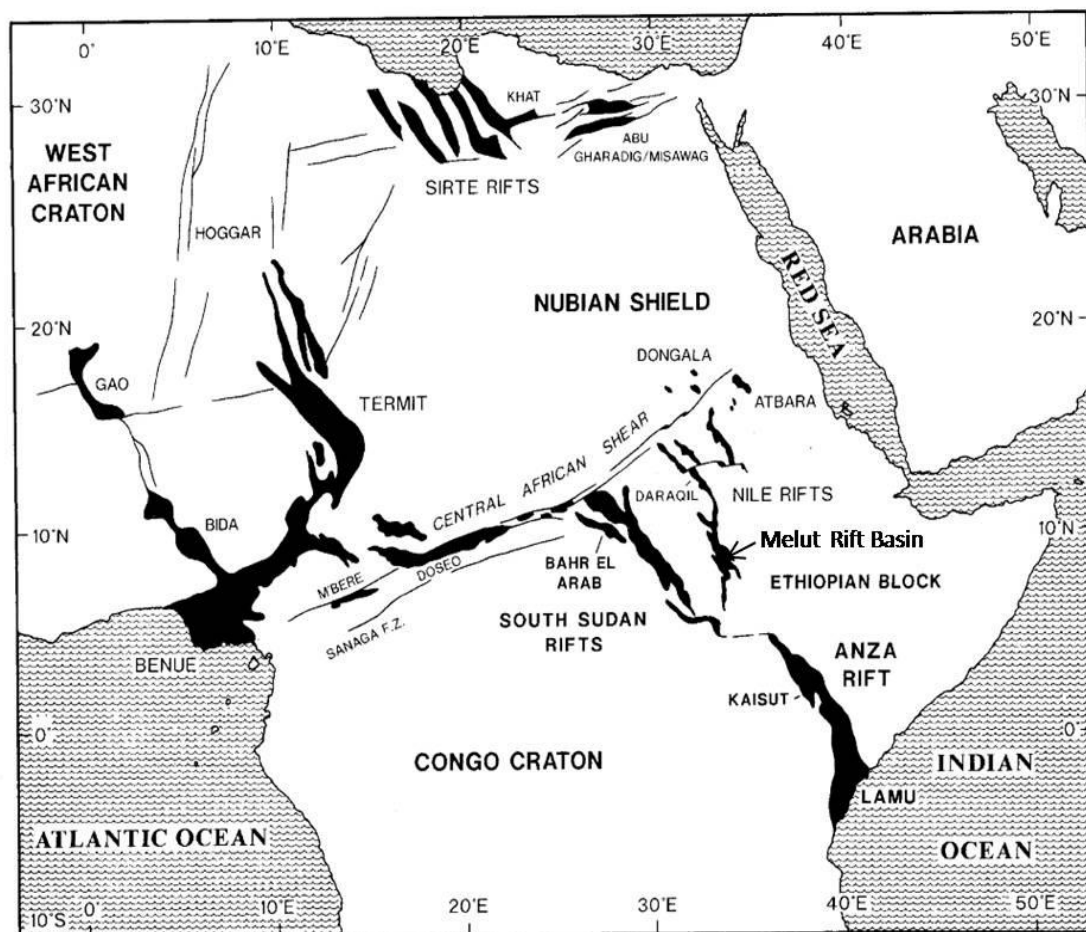 0°
10°E
20°E
30°E
40°E
50°E
30°N
KHAT
30°N
WEST
AFRICAN
CRATON
ABU
GHARADIG/MISAWAG
SIRTE RIFTS
HOGGAR
ARABIA
RED SEA
NUBIAN SHIELD
20°N
20°N
DONGALA
GAO
TERMIT
ATBARA
CENTRAL AFRICAN SHEAR
DARAQIL
NILE RIFTS
10°N
BIDA
10°N
Melut Rift Basin
M'BERE
DOSEO
BAHR EL
ARAB
ETHIOPIAN BLOCK
SANAGA F.Z.
SOUTH SUDAN
RIFTS
BENUE
ANZA
RIFT
KAISUT
0°
0°
CONGO CRATON
INDIAN
OCEAN
LAMU
ATLANTIC OCEAN
10°S
0°
10°E
20°E
30°E
40°E
50°E